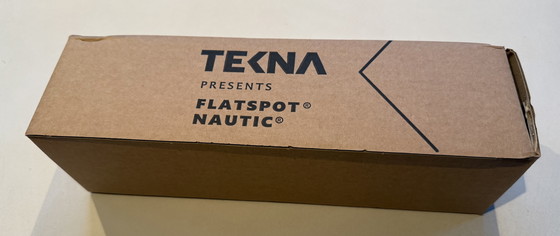 TEKNA
PRESENTS
FLATSPOT®
NAUTIC®